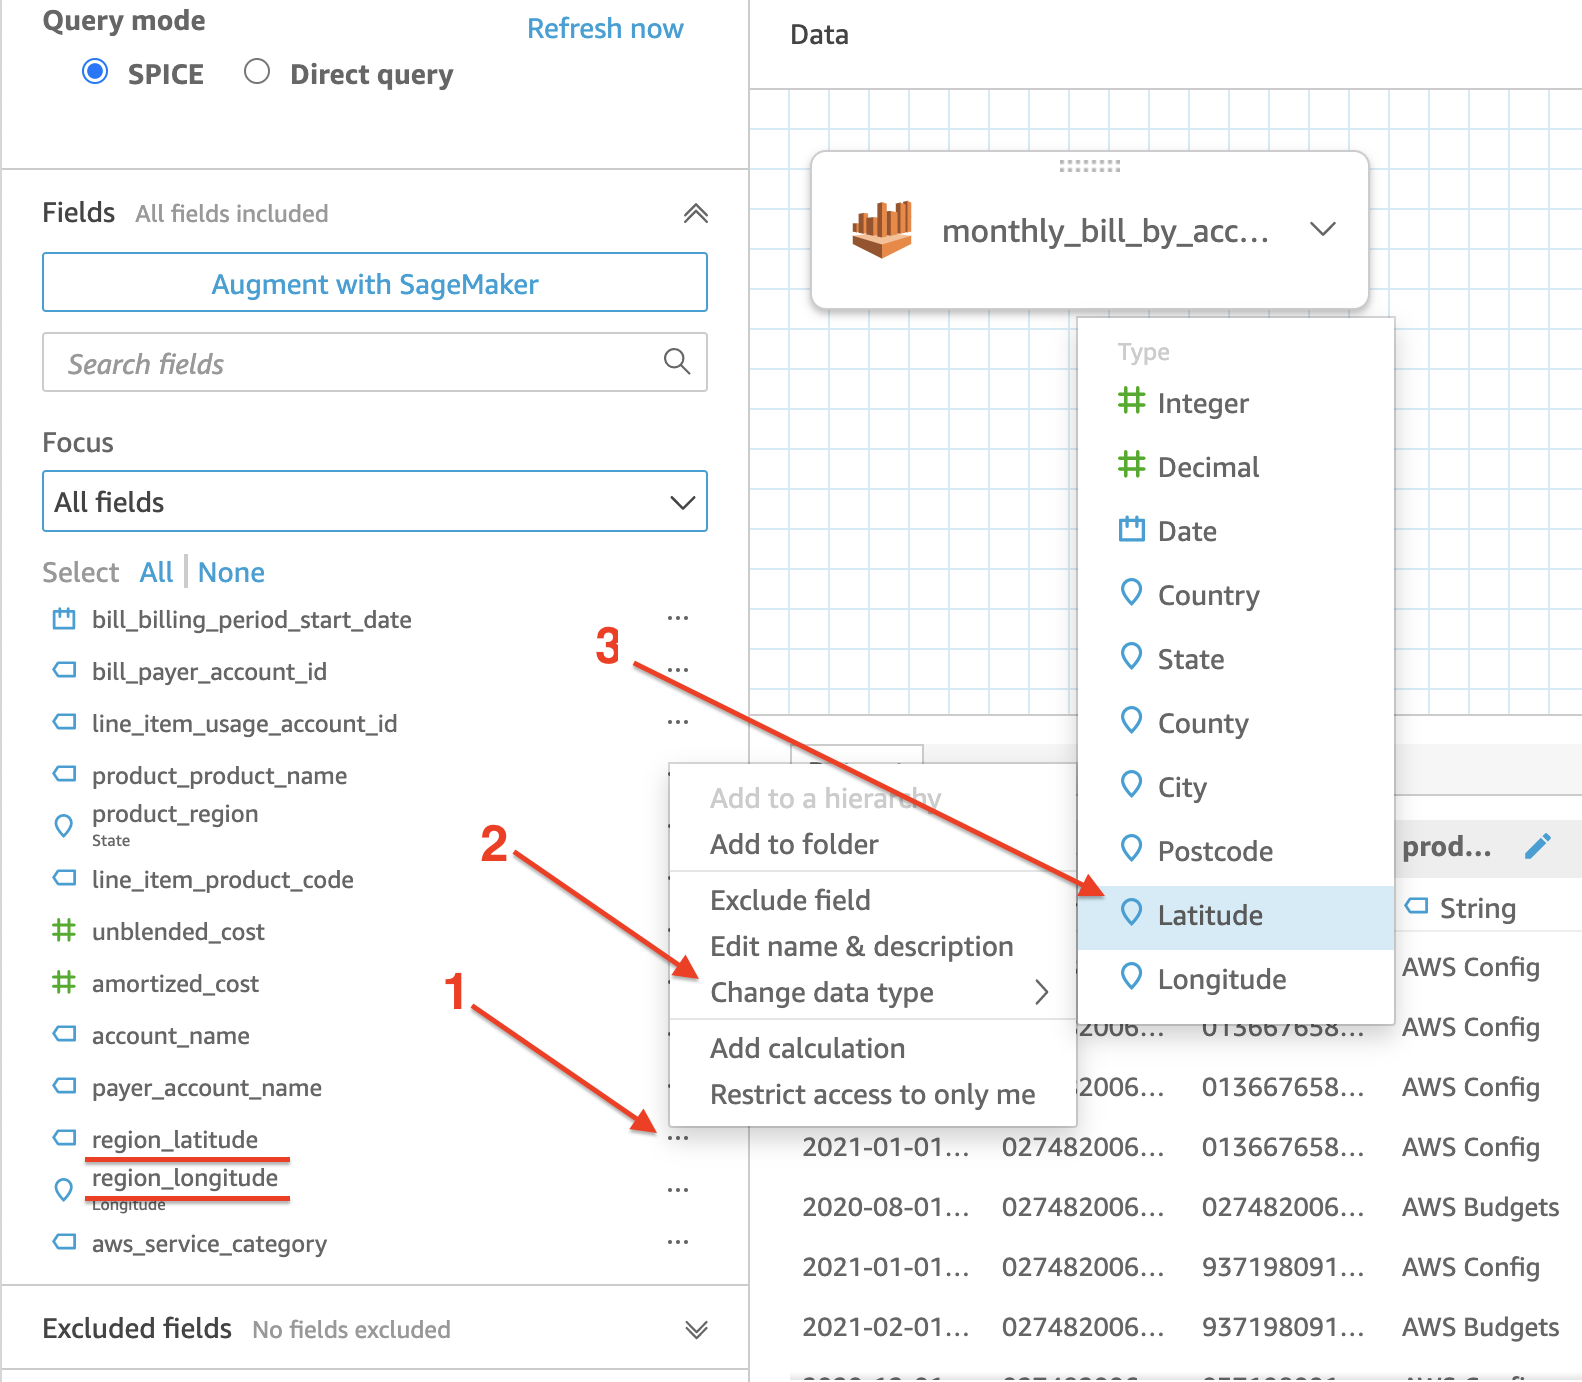 Query mode
Refresh now
SPICE
Direct query
Data
Fields All fields included
Augment with SageMaker
Search fields
Focus
All fields
Select All None
bill_billing_period_start_date
bill_payer_account_id
line_item_usage_account_id
product_product_name
product_region
State
line_item_product_code
unblended_cost
amortized_cost
account_name
payer_account_name
region_latitude
region_longitude
Longitude
aws_service_category
Excluded fields No fields excluded
monthly_bill_by_acc...
Type
Integer
Decimal
Date
Country
State
County
City
Postcode
Latitude
Longitude
3
2
1
Add to a hierarchy
Add to folder
Exclude field
Edit name & description
Change data type
Add calculation
Restrict access to only me
prod...
String
AWS Config
2006... 013667658... AWS Config
2006... 013667658... AWS Config
2021-01-01... 027482006... 013667658... AWS Config
2020-08-01... 027482006... 027482006... AWS Budgets
2021-01-01... 027482006... 937198091... AWS Config
2021-02-01... 027482006... 937198091... AWS Budgets